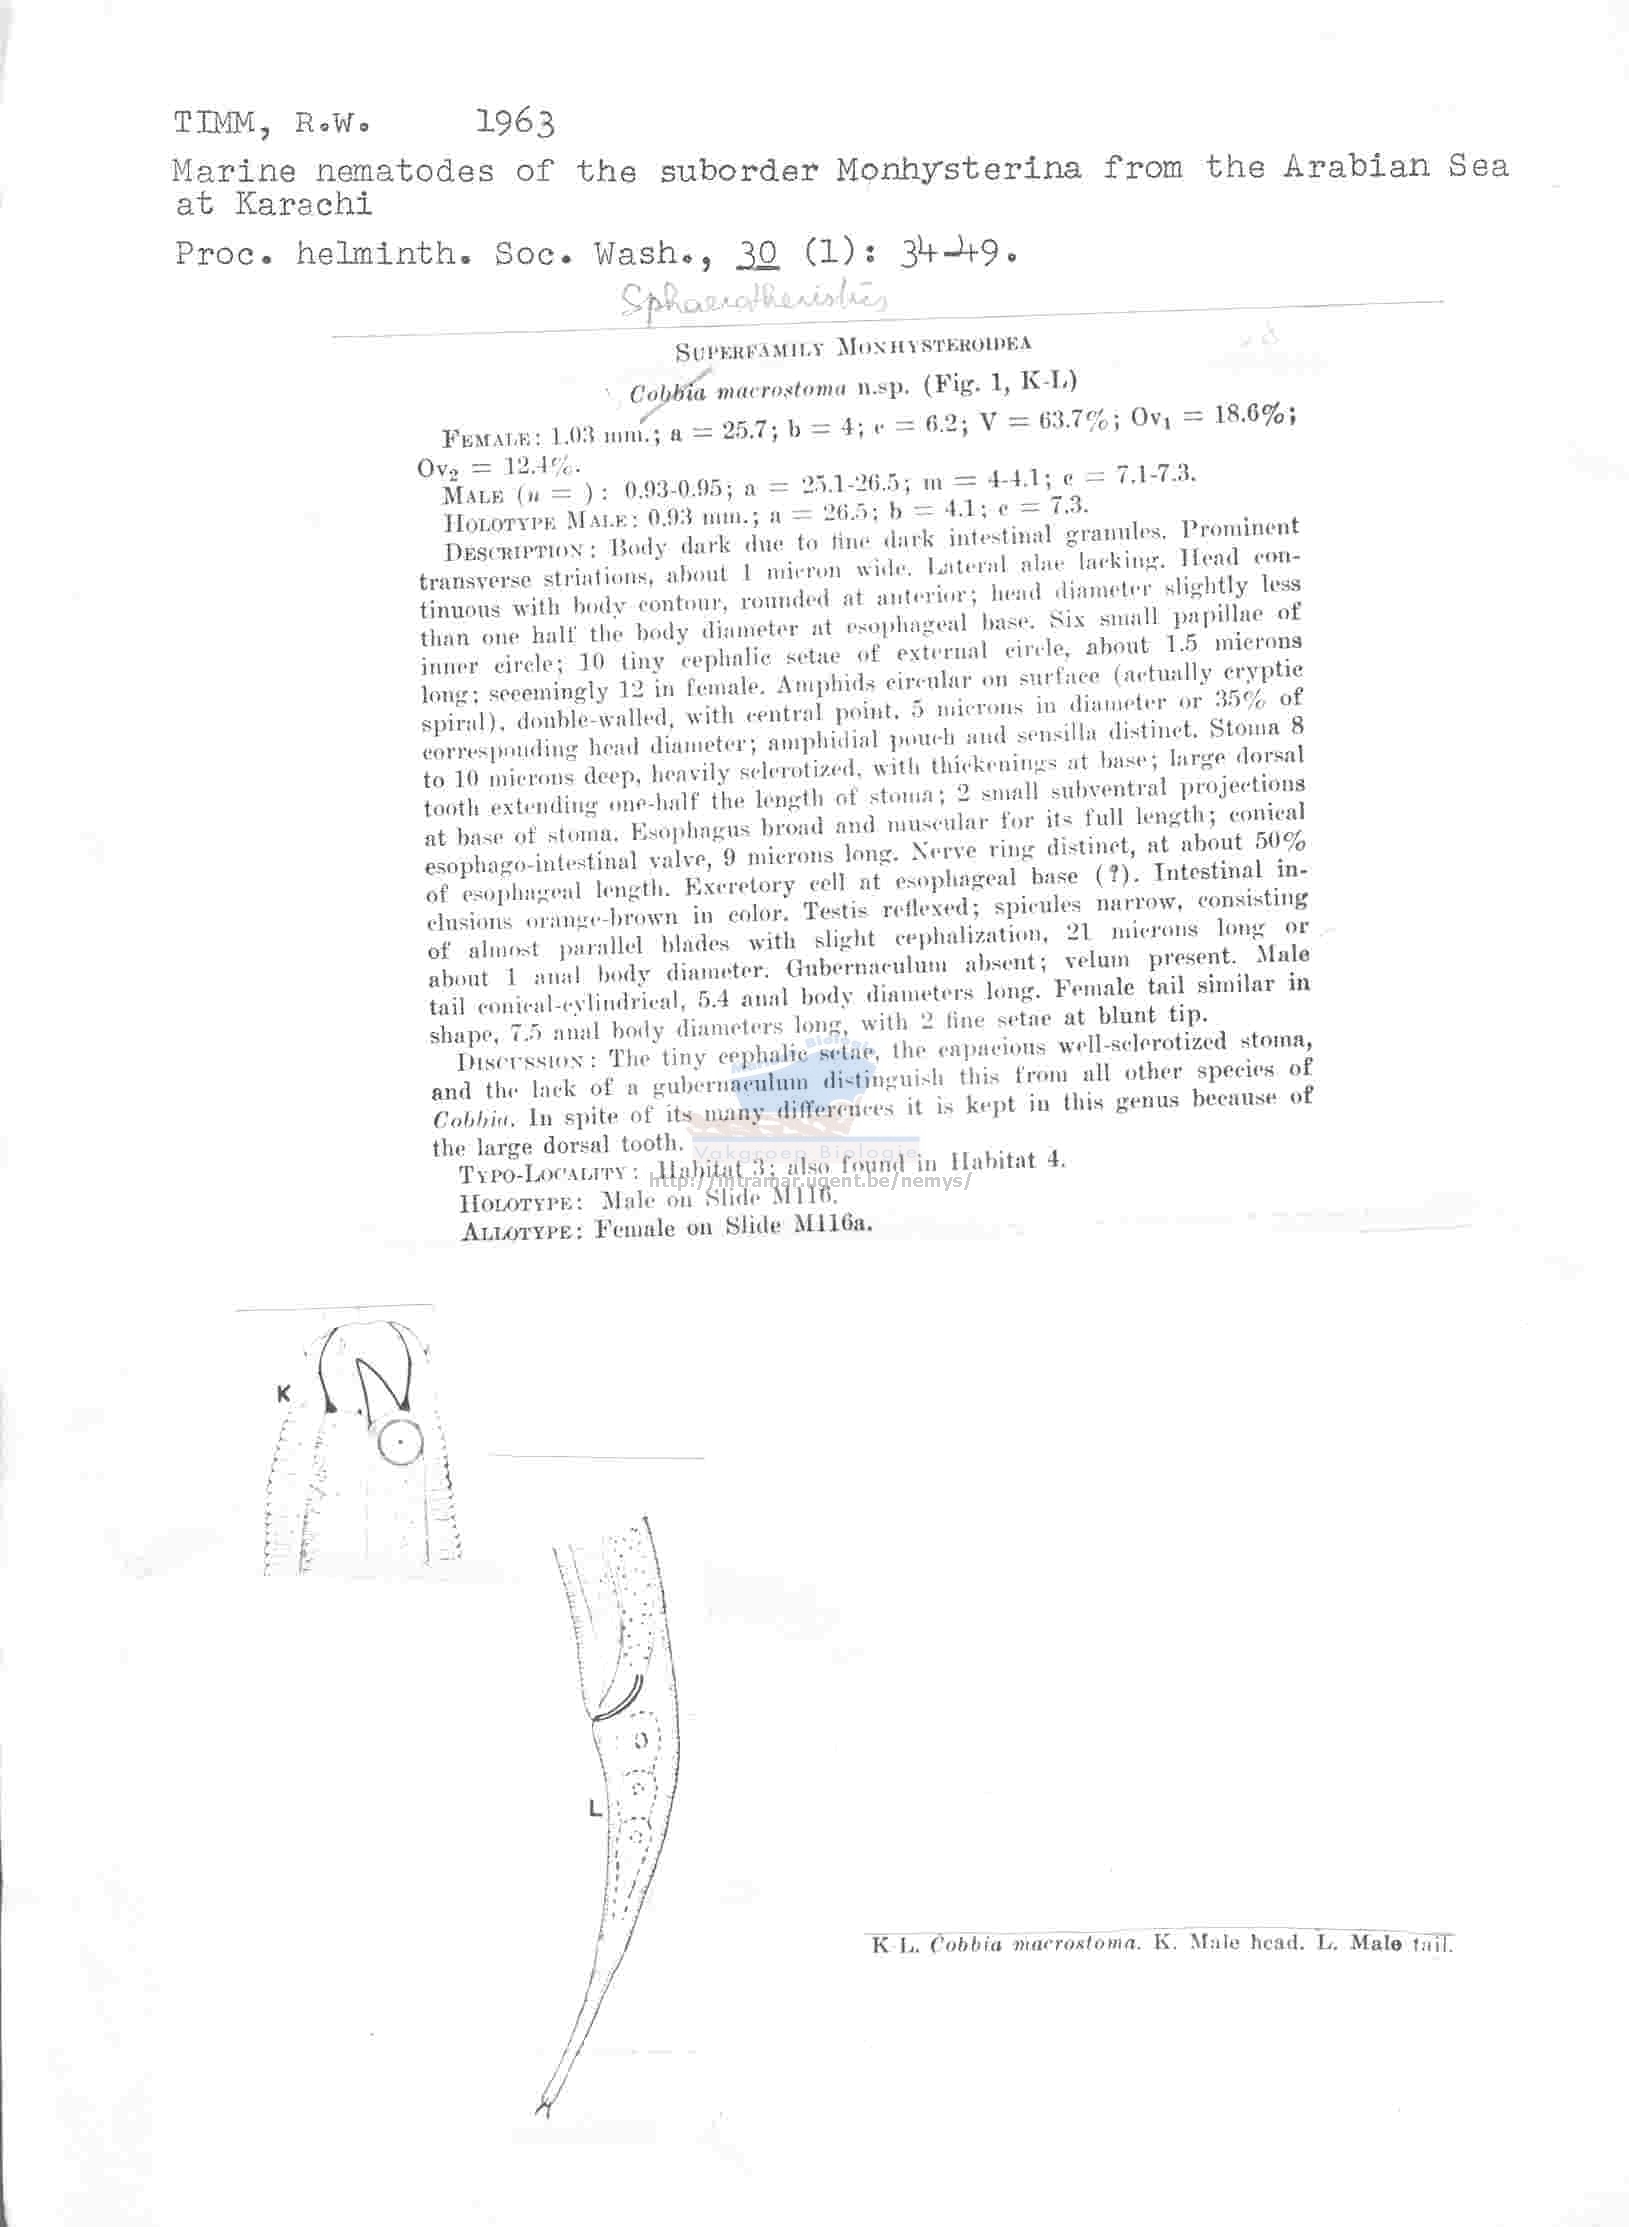 TIMM, R.W. 1963
Marine nematodes of the suborder Monhysterina from the Arabian Sea
at Karachi
Proc. helminth. Soc. Wash., 30 (1): 34-49.
SUPERFAMILY MONHYSTEROIDEA
Cobbia macrostoma n.sp. (Fig. 1, K-L)
FEMALE: 1.03 mm.; a = 25.7; b = 4; c = 6.2; V = 63.7%; Ov1 = 18.6%;
Ov2 = 12.4%.
MALE (n = ): 0.93-0.95; a = 25.1-26.5; m = 4-4.1; c = 7.1-7.3.
HOLOTYPE MALE: 0.93 mm.; a = 26.5; b = 4.1; c = 7.3.
DESCRIPTION: Body dark due to fine dark intestinal granules. Prominent
transverse striations, about 1 micron wide. Lateral alae lacking. Head con-
tinuous with body contour, rounded at anterior; head diameter slightly less
than one half the body diameter at esophageal base. Six small papillae of
inner circle; 10 tiny cephalic setae of external circle, about 1.5 microns
long; seeemingly 12 in female. Amphids circular on surface (actually cryptic
spiral), double-walled, with central point, 5 microns in diameter or 35% of
corresponding head diameter; amphidial pouch and sensilla distinct. Stoma 8
to 10 microns deep, heavily sclerotized, with thickenings at base; large dorsal
tooth extending one-half the length of stoma; 2 small subventral projections
at base of stoma. Esophagus broad and muscular for its full length; conical
esophago-intestinal valve, 9 microns long. Nerve ring distinct, at about 50%
of esophageal length. Excretory cell at esophageal base (?). Intestinal in-
clusions orange-brown in color. Testis reflexed; spicules narrow, consisting
of almost parallel blades with slight cephalization, 21 microns long or
about 1 anal body diameter. Gubernaculum absent; velum present. Male
tail conical-cylindrical, 5.4 anal body diameters long. Female tail similar in
shape, 7.5 anal body diameters long, with 2 fine setae at blunt tip.
DISCUSSION: The tiny cephalic setae, the capacious well-sclerotized stoma,
and the lack of a gubernaculum distinguish this from all other species of
Cobbia. In spite of its many differences it is kept in this genus because of
the large dorsal tooth.
Vakgroep Biologie
TYPO-LOCALITY: Habitat 3; also found in Habitat 4.
http://intramar.ugent.be/nemys/
HOLOTYPE: Male on Slide M116.
ALLOTYPE: Female on Slide M116a.
K
L
K-L. Cobbia macrostoma. K. Male head. L. Male tail.